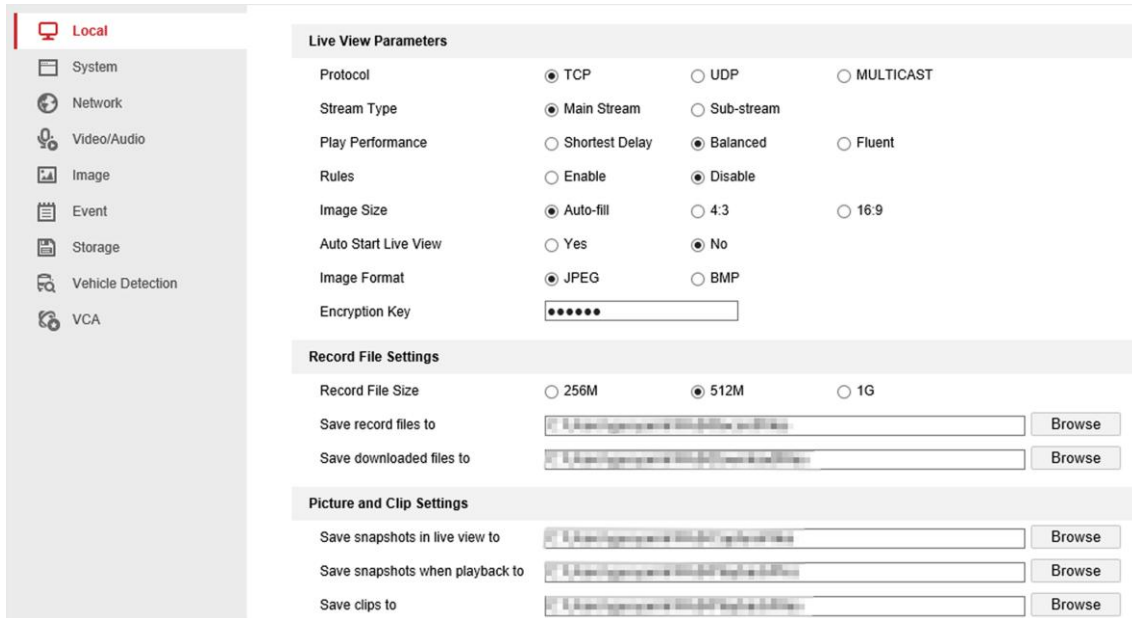 Local
System
Network
Video/Audio
Image
Event
Storage
Vehicle Detection
VCA
Live View Parameters
Protocol TCP UDP MULTICAST
Stream Type Main Stream Sub-stream
Play Performance Shortest Delay Balanced Fluent
Rules Enable Disable
Image Size Auto-fill 4:3 16:9
Auto Start Live View Yes No
Image Format JPEG BMP
Encryption Key ●●●●●●
Record File Settings
Record File Size 256M 512M 1G
Save record files to Browse
Save downloaded files to Browse
Picture and Clip Settings
Save snapshots in live view to Browse
Save snapshots when playback to Browse
Save clips to Browse